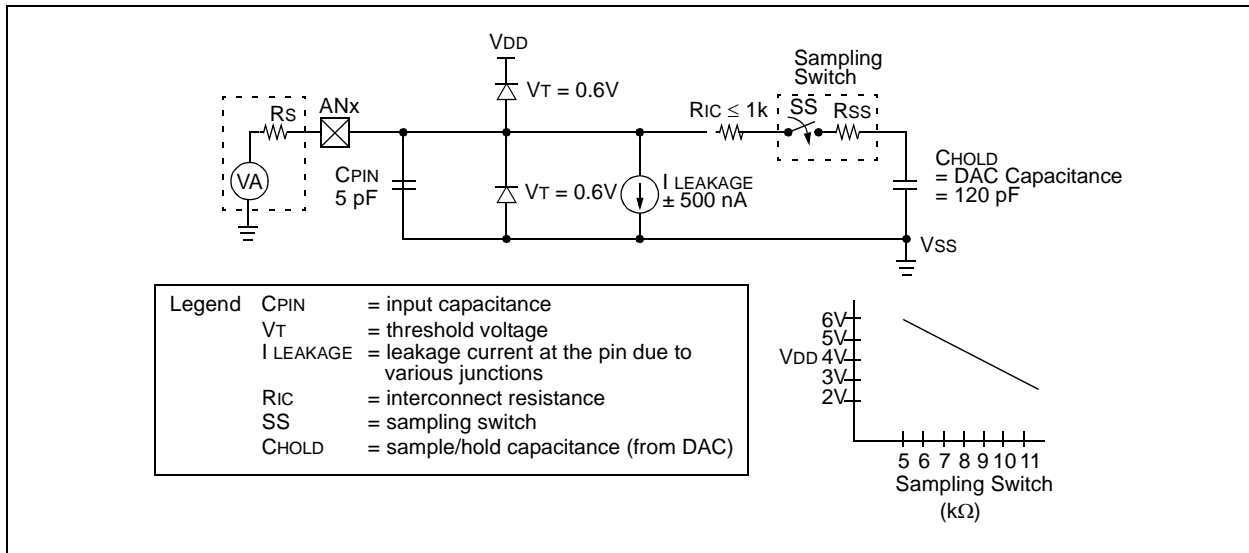 VDD
Sampling
Switch
VT = 0.6V
ANx
RS
RIC ≤ 1k
SS
RSS
VA
CPIN
5 pF
VT = 0.6V
I LEAKAGE
± 500 nA
CHOLD
= DAC Capacitance
= 120 pF
VSS
Legend CPIN = input capacitance
VT = threshold voltage
I LEAKAGE = leakage current at the pin due to
various junctions
RIC = interconnect resistance
SS = sampling switch
CHOLD = sample/hold capacitance (from DAC)
6V
5V
VDD 4V
3V
2V
5 6 7 8 9 10 11
Sampling Switch
(kΩ)